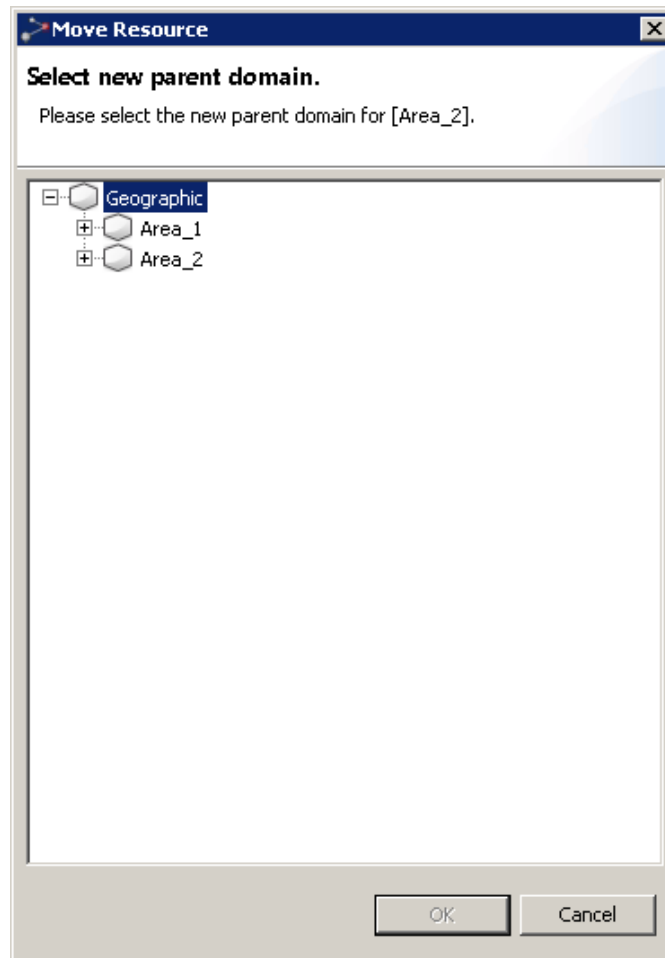 Move Resource
Select new parent domain.
Please select the new parent domain for [Area_2].
Geographic
Area_1
Area_2
OK Cancel